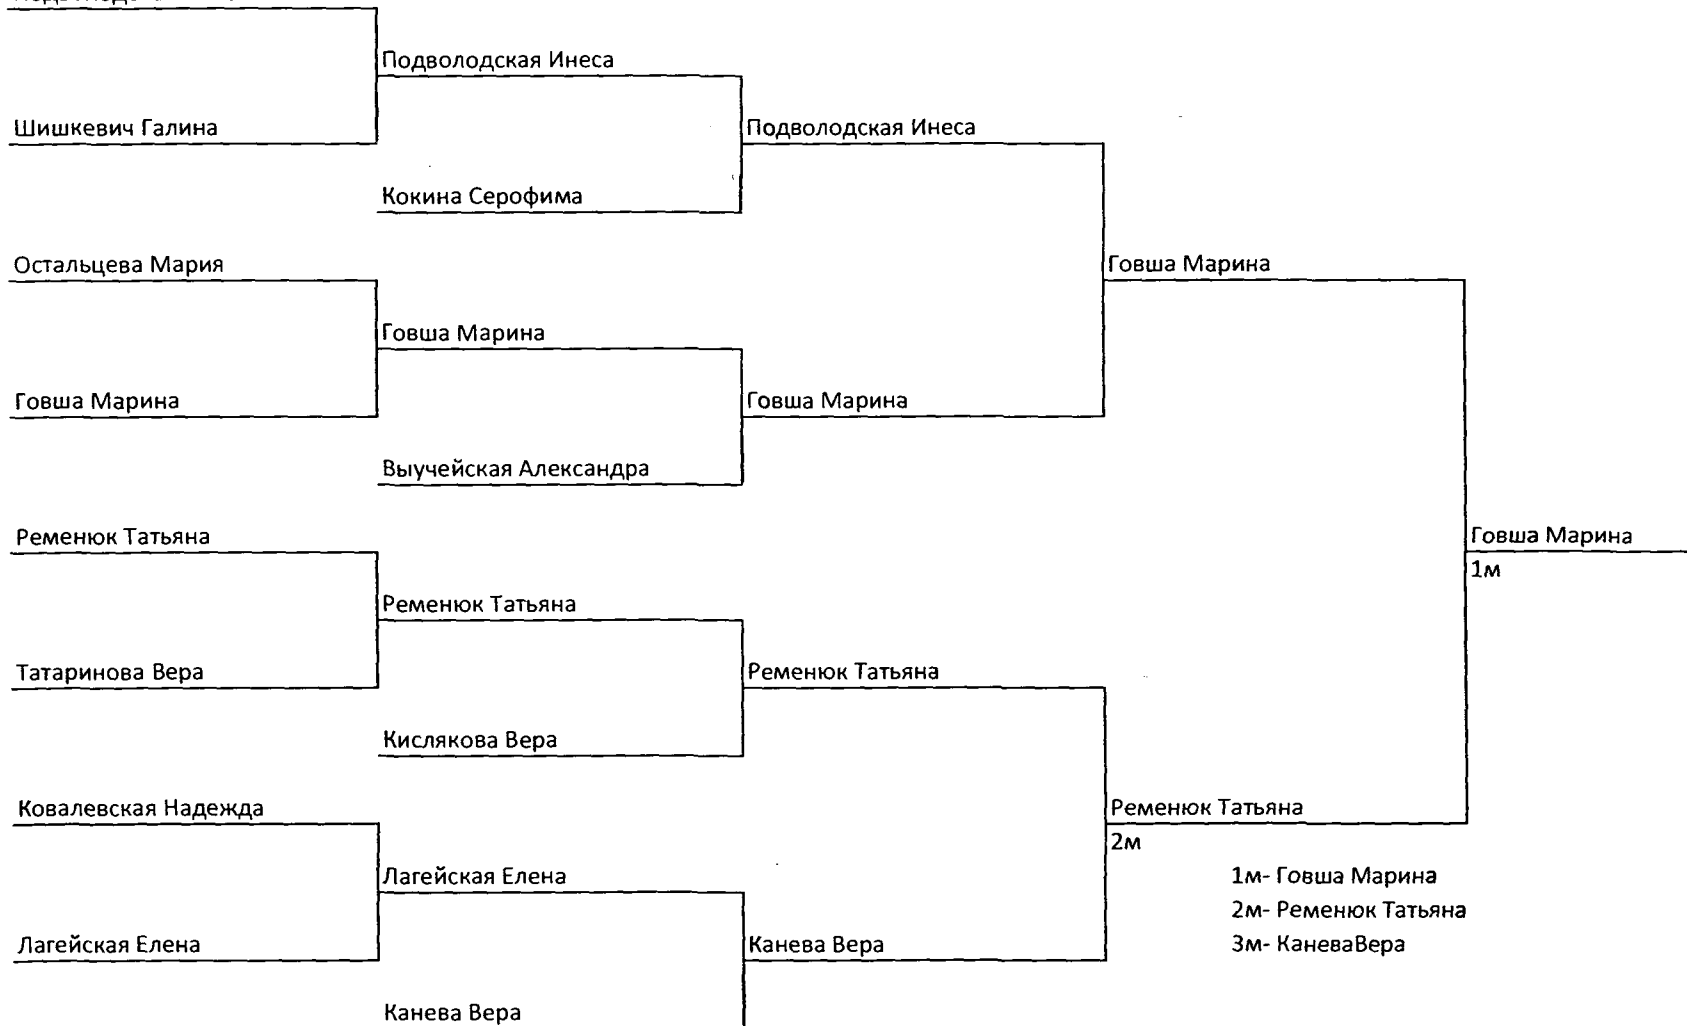 Подволодская Инеса
Шишкевич Галина
Подволодская Инеса
Кокина Серофима
Остальцева Мария
Говша Марина
Говша Марина
Говша Марина
Говша Марина
Выучейская Александра
Ременюк Татьяна
Говша Марина
1м
Ременюк Татьяна
Татаринова Вера
Ременюк Татьяна
Кислякова Вера
Ковалевская Надежда
Ременюк Татьяна
2м
Лагейская Елена
1м- Говша Марина
2м- Ременюк Татьяна
Лагейская Елена
Канева Вера
3м- КаневаВера
Канева Вера